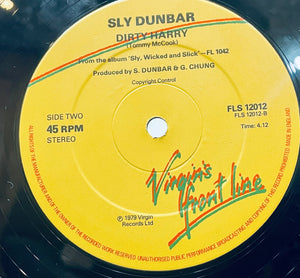 SLY DUNBAR
DIRTY HARRY
(Tommy McCook)
From the album 'Sly, Wicked and Slick' – FL 1042
Produced by S. DUNBAR & G. CHUNG
Copyright Control
SIDE TWO
45 RPM
STEREO
FLS 12012
FLS 12012-B
Time: 4.12
Virgin's
front line
℗ 1979 Virgin
Records Ltd
ALL RIGHTS OF THE MANUFACTURER AND OF THE OWNER OF THE RECORDED WORK RESERVED UNAUTHORISED PUBLIC PERFORMANCE BROADCASTING AND COPYING OF THIS RECORD PROHIBITED MADE IN ENGLAND